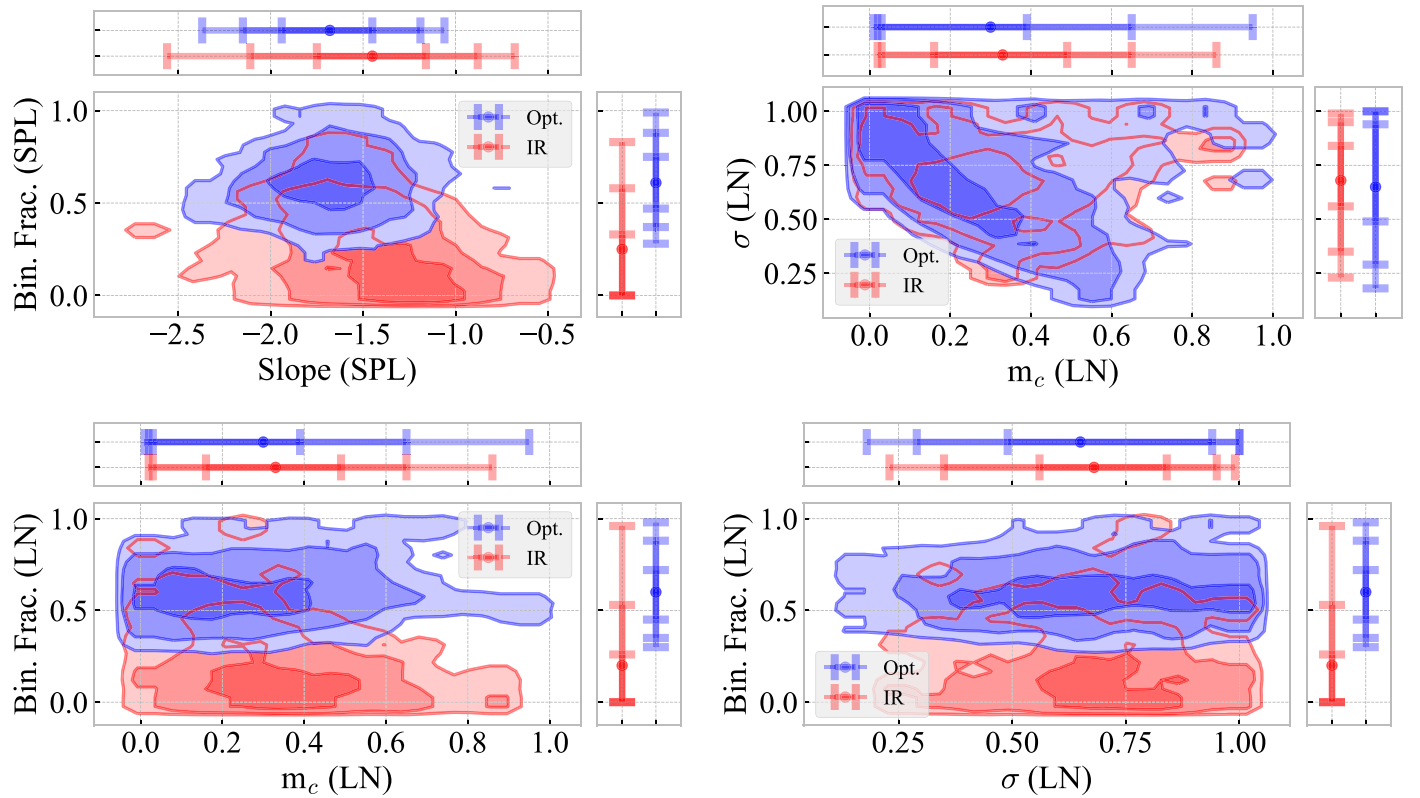 Bin. Frac. (SPL)
1.0
0.5
0.0
Opt.
IR
−2.5 −2.0 −1.5 −1.0 −0.5
Slope (SPL)
σ (LN)
1.00
0.75
0.50
0.25
Opt.
IR
0.0 0.2 0.4 0.6 0.8 1.0
m_c (LN)
Bin. Frac. (LN)
1.0
0.5
0.0
Opt.
IR
0.0 0.2 0.4 0.6 0.8 1.0
m_c (LN)
Bin. Frac. (LN)
1.0
0.5
0.0
Opt.
IR
0.25 0.50 0.75 1.00
σ (LN)